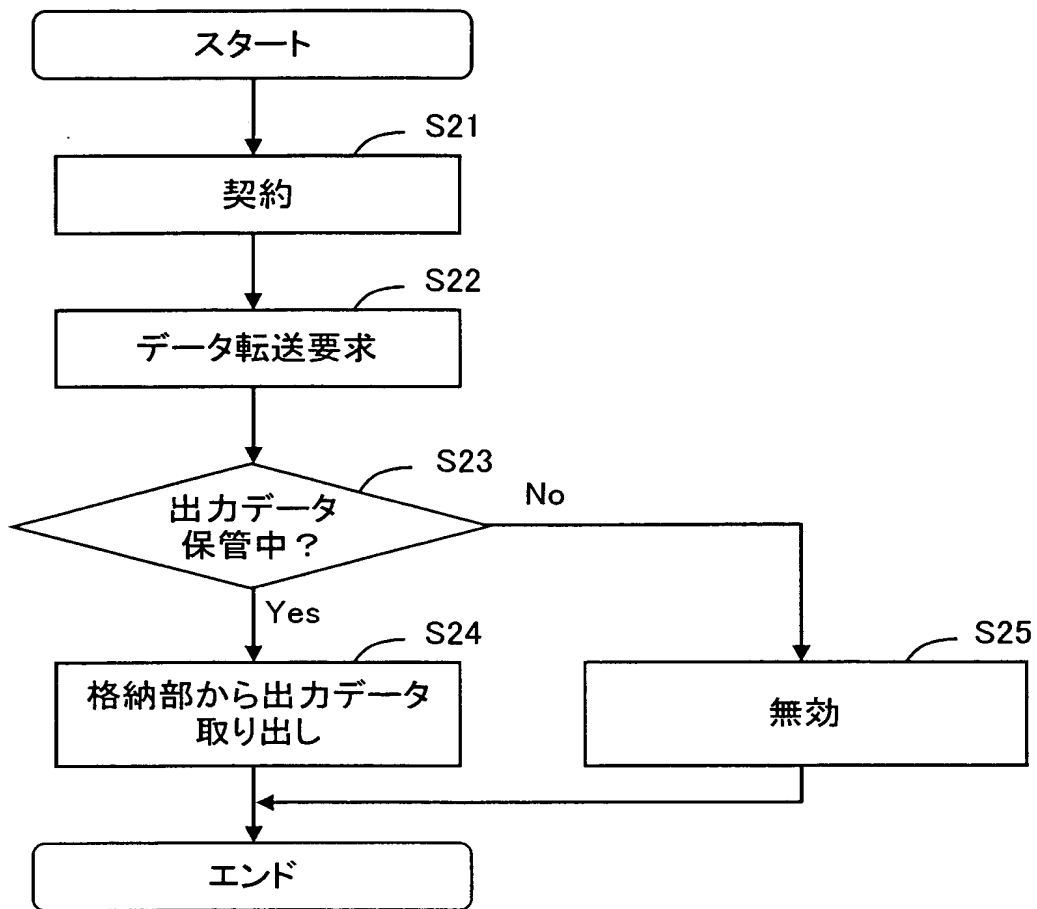 スタート
S21
契約
S22
データ転送要求
S23
出力データ
保管中?
No
Yes
S24
格納部から出力データ
取り出し
S25
無効
エンド